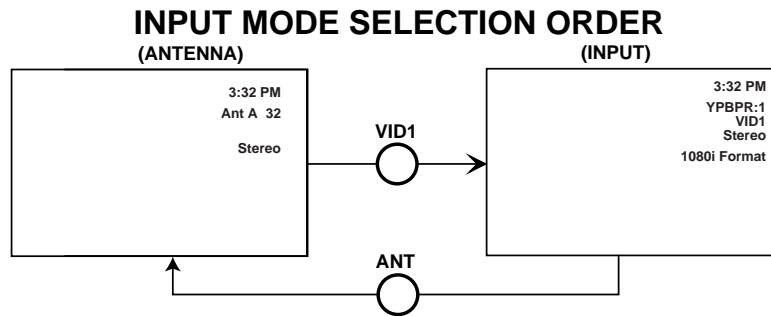 INPUT MODE SELECTION ORDER
(ANTENNA)
(INPUT)
3:32 PM
Ant A 32
Stereo
VID1
3:32 PM
YPBPR:1
VID1
Stereo
1080i Format
ANT